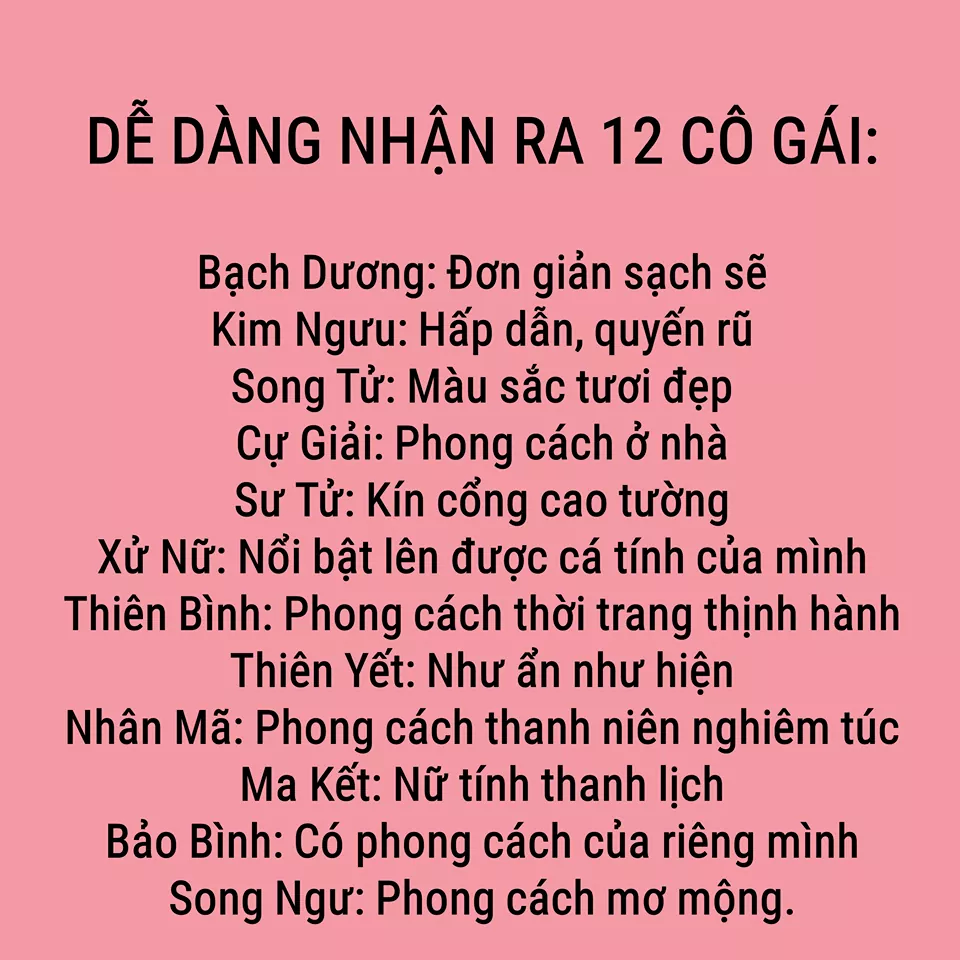 DỄ DÀNG NHẬN RA 12 CÔ GÁI:
Bạch Dương: Đơn giản sạch sẽ
Kim Ngưu: Hấp dẫn, quyến rũ
Song Tử: Màu sắc tươi đẹp
Cự Giải: Phong cách ở nhà
Sư Tử: Kín cổng cao tường
Xử Nữ: Nổi bật lên được cá tính của mình
Thiên Bình: Phong cách thời trang thịnh hành
Thiên Yết: Như ẩn như hiện
Nhân Mã: Phong cách thanh niên nghiêm túc
Ma Kết: Nữ tính thanh lịch
Bảo Bình: Có phong cách của riêng mình
Song Ngư: Phong cách mơ mộng.